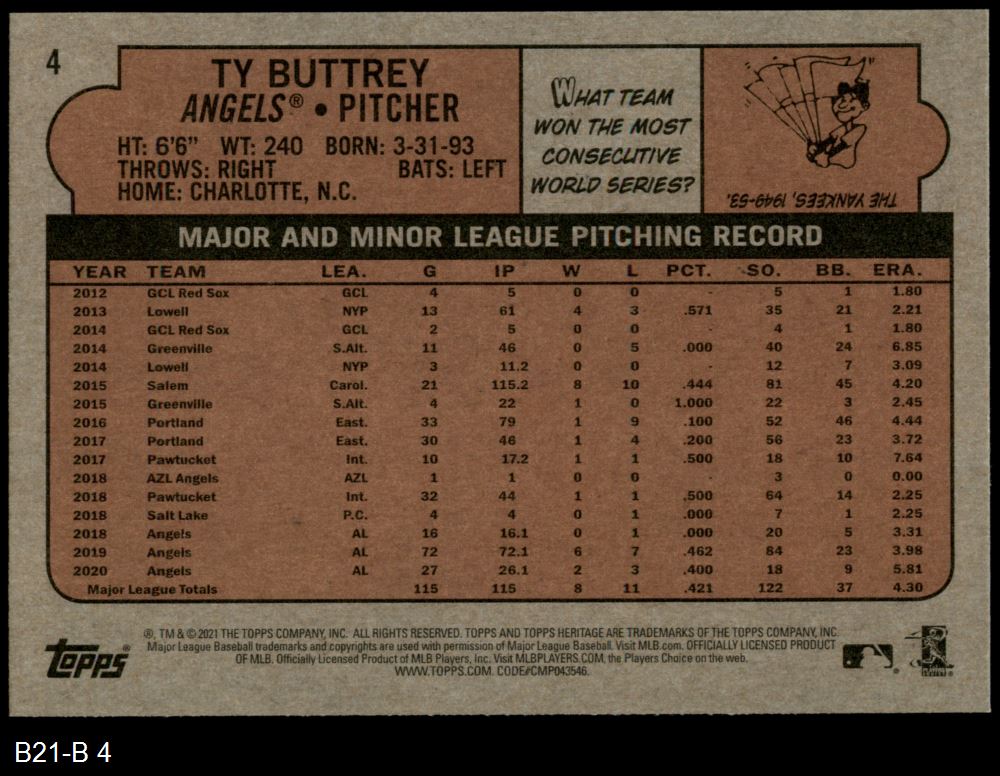 4
TY BUTTREY
ANGELS® • PITCHER
HT: 6'6" WT: 240 BORN: 3-31-93
THROWS: RIGHT BATS: LEFT
HOME: CHARLOTTE, N.C.
WHAT TEAM
WON THE MOST
CONSECUTIVE
WORLD SERIES?
THE YANKEES, 1949-53.
MAJOR AND MINOR LEAGUE PITCHING RECORD
YEAR TEAM LEA. G IP W L PCT. SO. BB. ERA.
2012 GCL Red Sox GCL 4 5 0 0 - 5 1 1.80
2013 Lowell NYP 13 61 4 3 .571 35 21 2.21
2014 GCL Red Sox GCL 2 5 0 0 - 4 1 1.80
2014 Greenville S.Alt. 11 46 0 5 .000 40 24 6.85
2014 Lowell NYP 3 11.2 0 0 - 12 7 3.09
2015 Salem Carol. 21 115.2 8 10 .444 81 45 4.20
2015 Greenville S.Alt. 4 22 1 0 1.000 22 3 2.45
2016 Portland East. 33 79 1 9 .100 52 46 4.44
2017 Portland East. 30 46 1 4 .200 56 23 3.72
2017 Pawtucket Int. 10 17.2 1 1 .500 18 10 7.64
2018 AZL Angels AZL 1 1 0 0 - 3 0 0.00
2018 Pawtucket Int. 32 44 1 1 .500 64 14 2.25
2018 Salt Lake P.C. 4 4 0 1 .000 7 1 2.25
2018 Angels AL 16 16.1 0 1 .000 20 5 3.31
2019 Angels AL 72 72.1 6 7 .462 84 23 3.98
2020 Angels AL 27 26.1 2 3 .400 18 9 5.81
Major League Totals 115 115 8 11 .421 122 37 4.30
®, TM & © 2021 THE TOPPS COMPANY, INC. ALL RIGHTS RESERVED. TOPPS AND TOPPS HERITAGE ARE TRADEMARKS OF THE TOPPS COMPANY, INC.
Major League Baseball trademarks and copyrights are used with permission of Major League Baseball. Visit MLB.com. OFFICIALLY LICENSED PRODUCT
OF MLB. Officially Licensed Product of MLB Players, Inc. Visit MLBPLAYERS.COM, the Players Choice on the web.
WWW.TOPPS.COM. CODE#CMP043546.
Topps®
B21-B 4